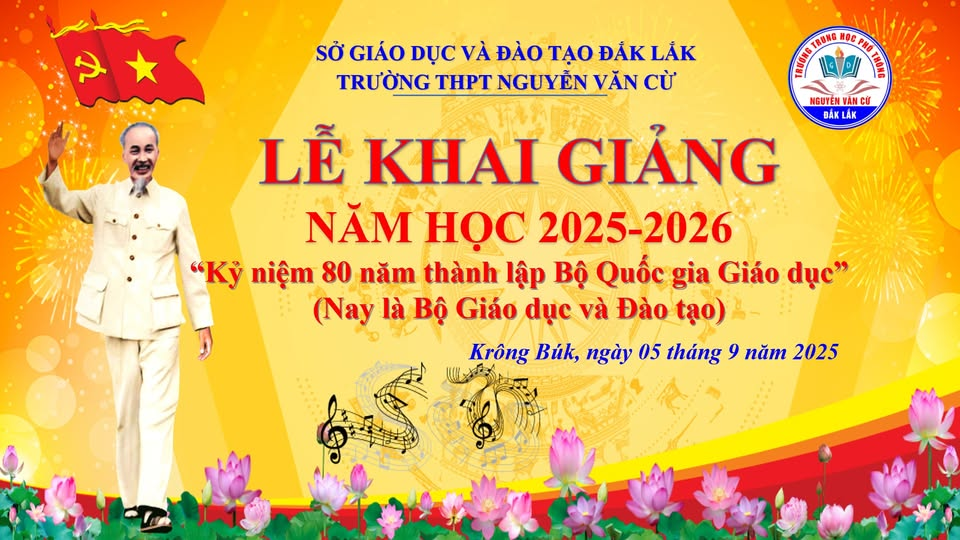 SỞ GIÁO DỤC VÀ ĐÀO TẠO ĐẮK LẮK
TRƯỜNG THPT NGUYỄN VĂN CỪ
TRƯỜNG TRUNG HỌC PHỔ THÔNG
GD
NGUYỄN VĂN CỪ
ĐẮK LẮK
LỄ KHAI GIẢNG
NĂM HỌC 2025-2026
“Kỷ niệm 80 năm thành lập Bộ Quốc gia Giáo dục”
(Nay là Bộ Giáo dục và Đào tạo)
Krông Búk, ngày 05 tháng 9 năm 2025